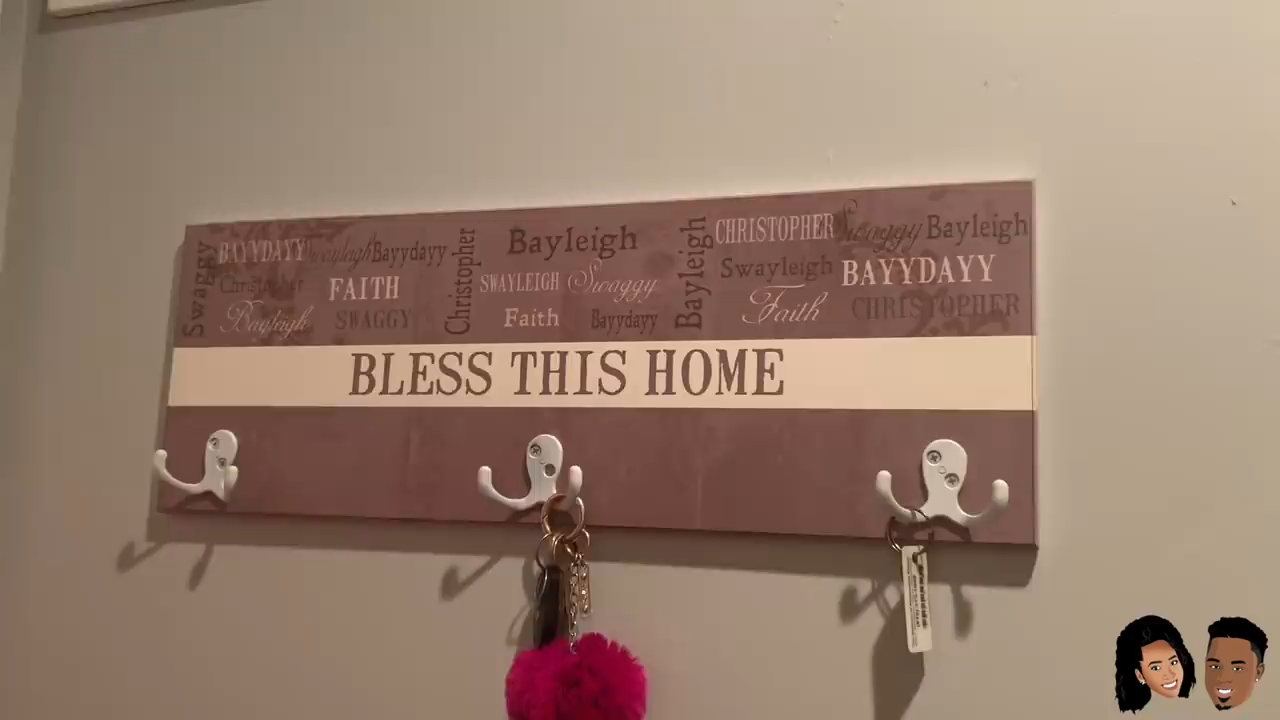 Swaggy
BAYYDAYY Swayleigh Bayydayy
Christopher FAITH
Bayleigh SWAGGY
Christopher
Bayleigh
SWAYLEIGH Swaggy
Faith Bayydayy
Bayleigh
CHRISTOPHER Swaggy Bayleigh
Swayleigh BAYYDAYY
Faith CHRISTOPHER
BLESS THIS HOME